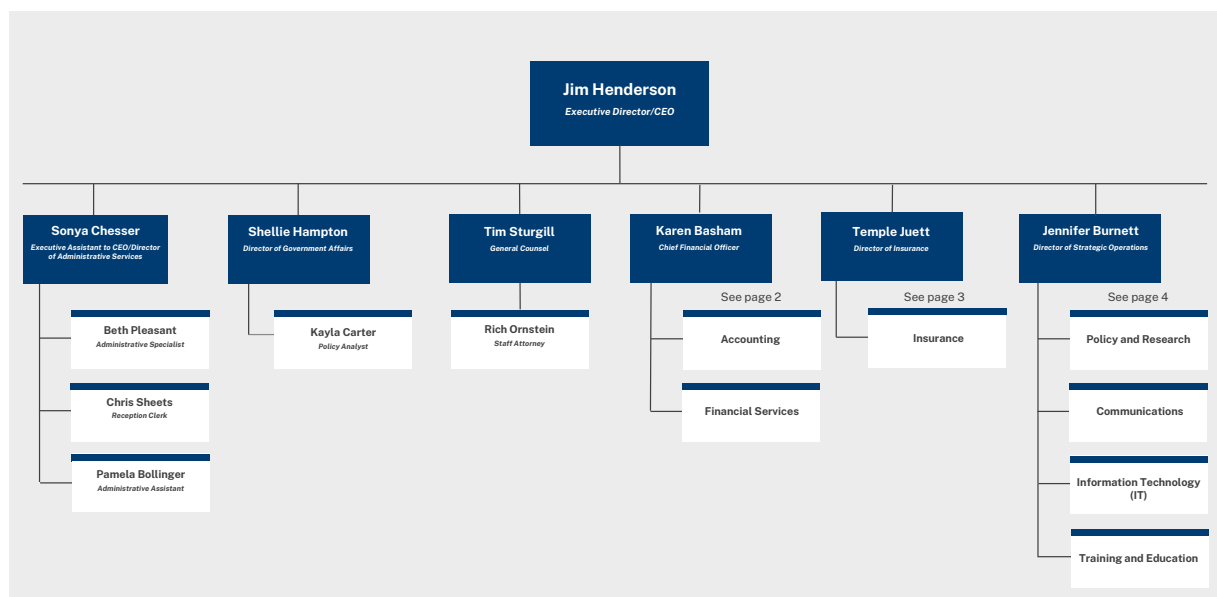 Jim Henderson
Executive Director/CEO
Sonya Chesser
Executive Assistant to CEO/Director
of Administrative Services
Shellie Hampton
Director of Government Affairs
Tim Sturgill
General Counsel
Karen Basham
Chief Financial Officer
Temple Juett
Director of Insurance
Jennifer Burnett
Director of Strategic Operations
See page 2
See page 3
See page 4
Beth Pleasant
Administrative Specialist
Kayla Carter
Policy Analyst
Rich Ornstein
Staff Attorney
Accounting
Insurance
Policy and Research
Chris Sheets
Reception Clerk
Financial Services
Communications
Pamela Bollinger
Administrative Assistant
Information Technology
(IT)
Training and Education